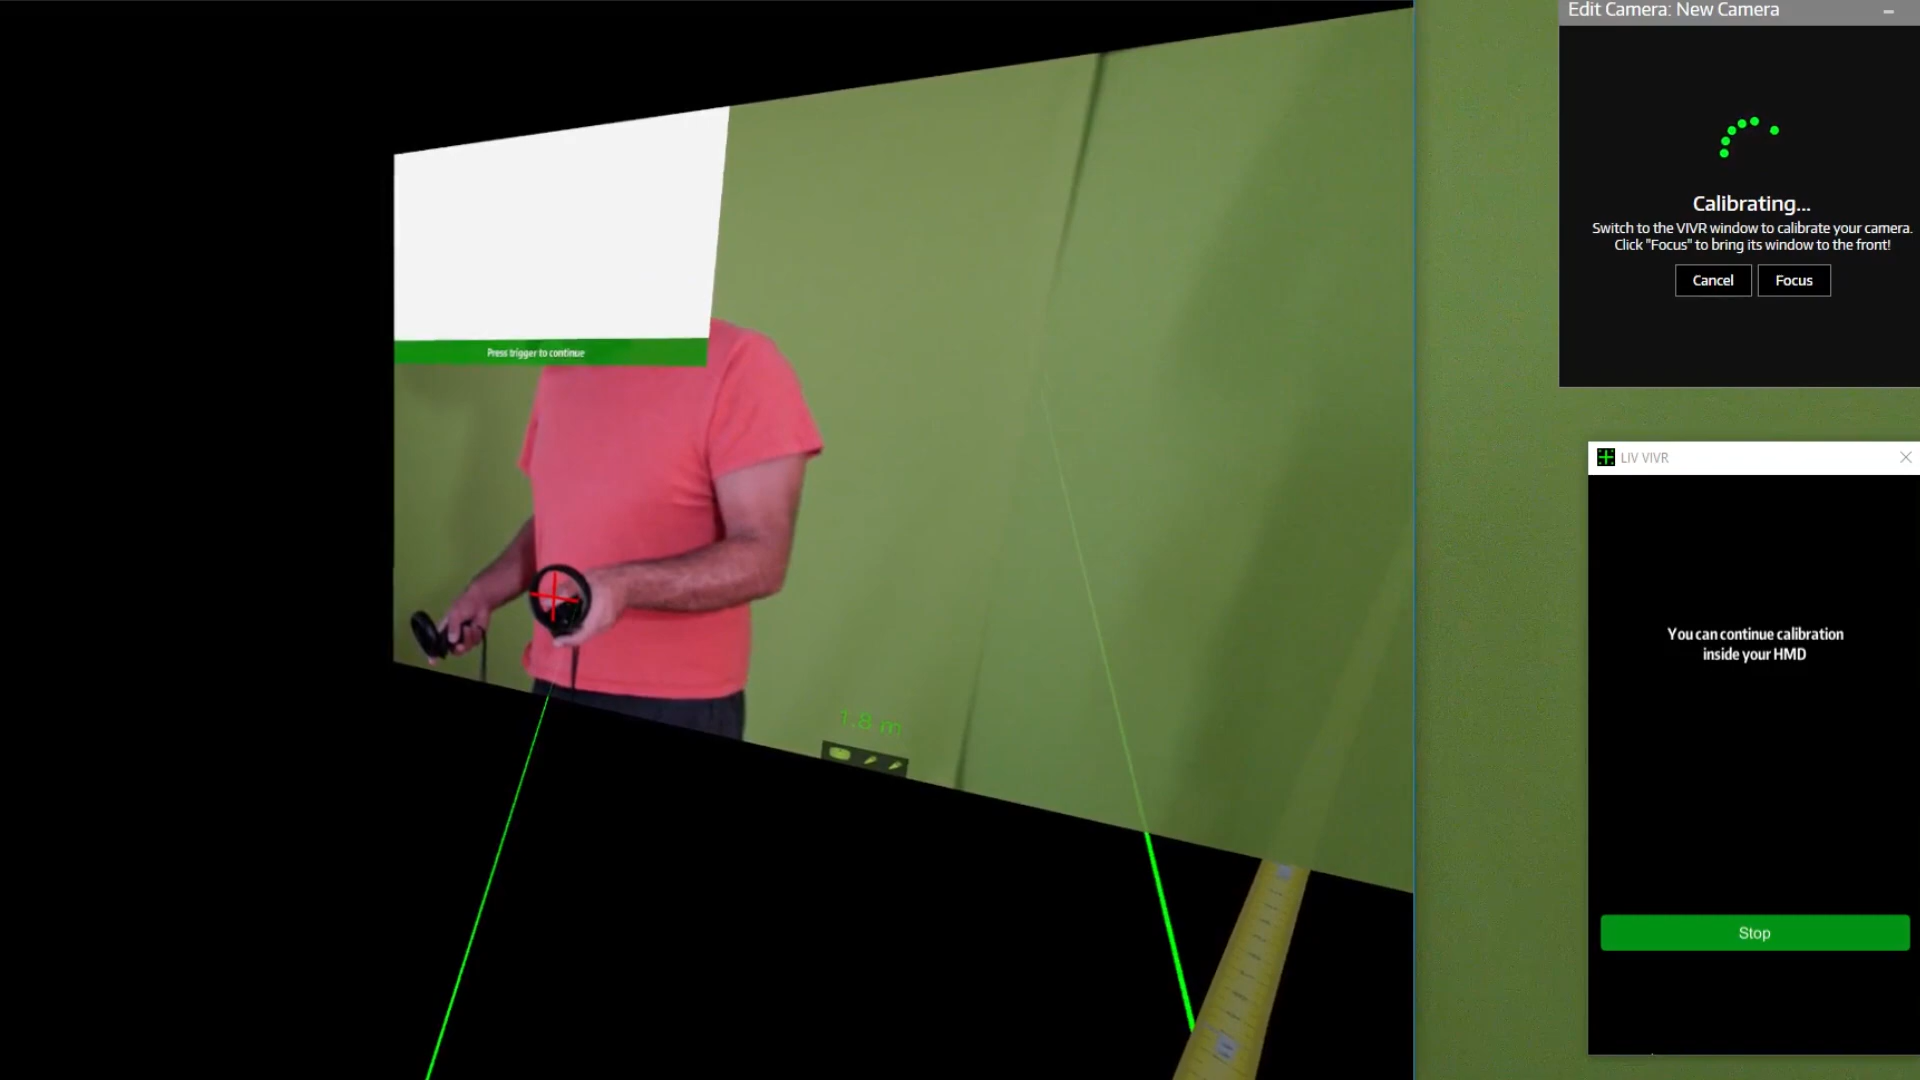 Edit Camera: New Camera
Calibrating...
Switch to the VIVR window to calibrate your camera.
Click "Focus" to bring its window to the front!
Cancel
Focus
Press trigger to continue
LIV VIVR
You can continue calibration
inside your HMD
1.8 m
Stop